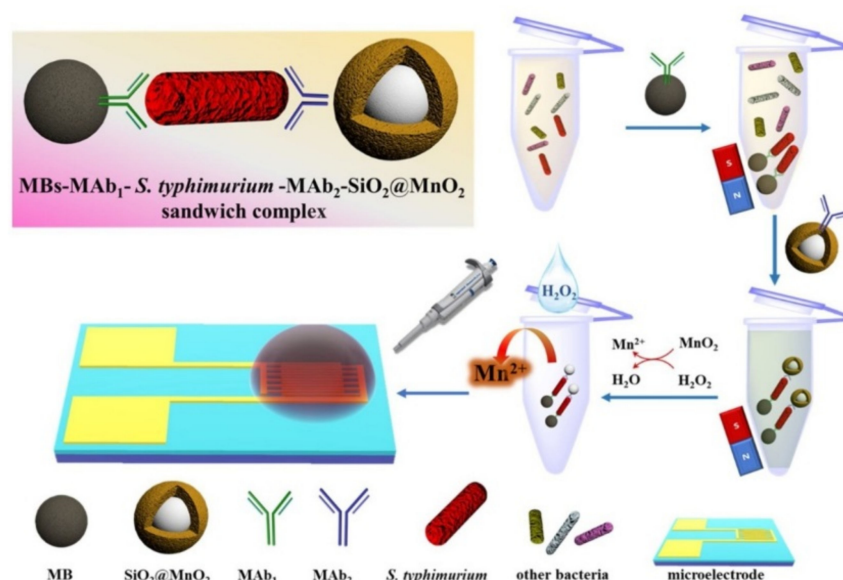 MBs-MAb₁- S. typhimurium -MAb₂-SiO₂@MnO₂
sandwich complex
S
N
H₂O₂
Mn²⁺
Mn²⁺ MnO₂
H₂O H₂O₂
S
N
MB SiO₂@MnO₂ MAb₁ MAb₂ S. typhimurium other bacteria microelectrode